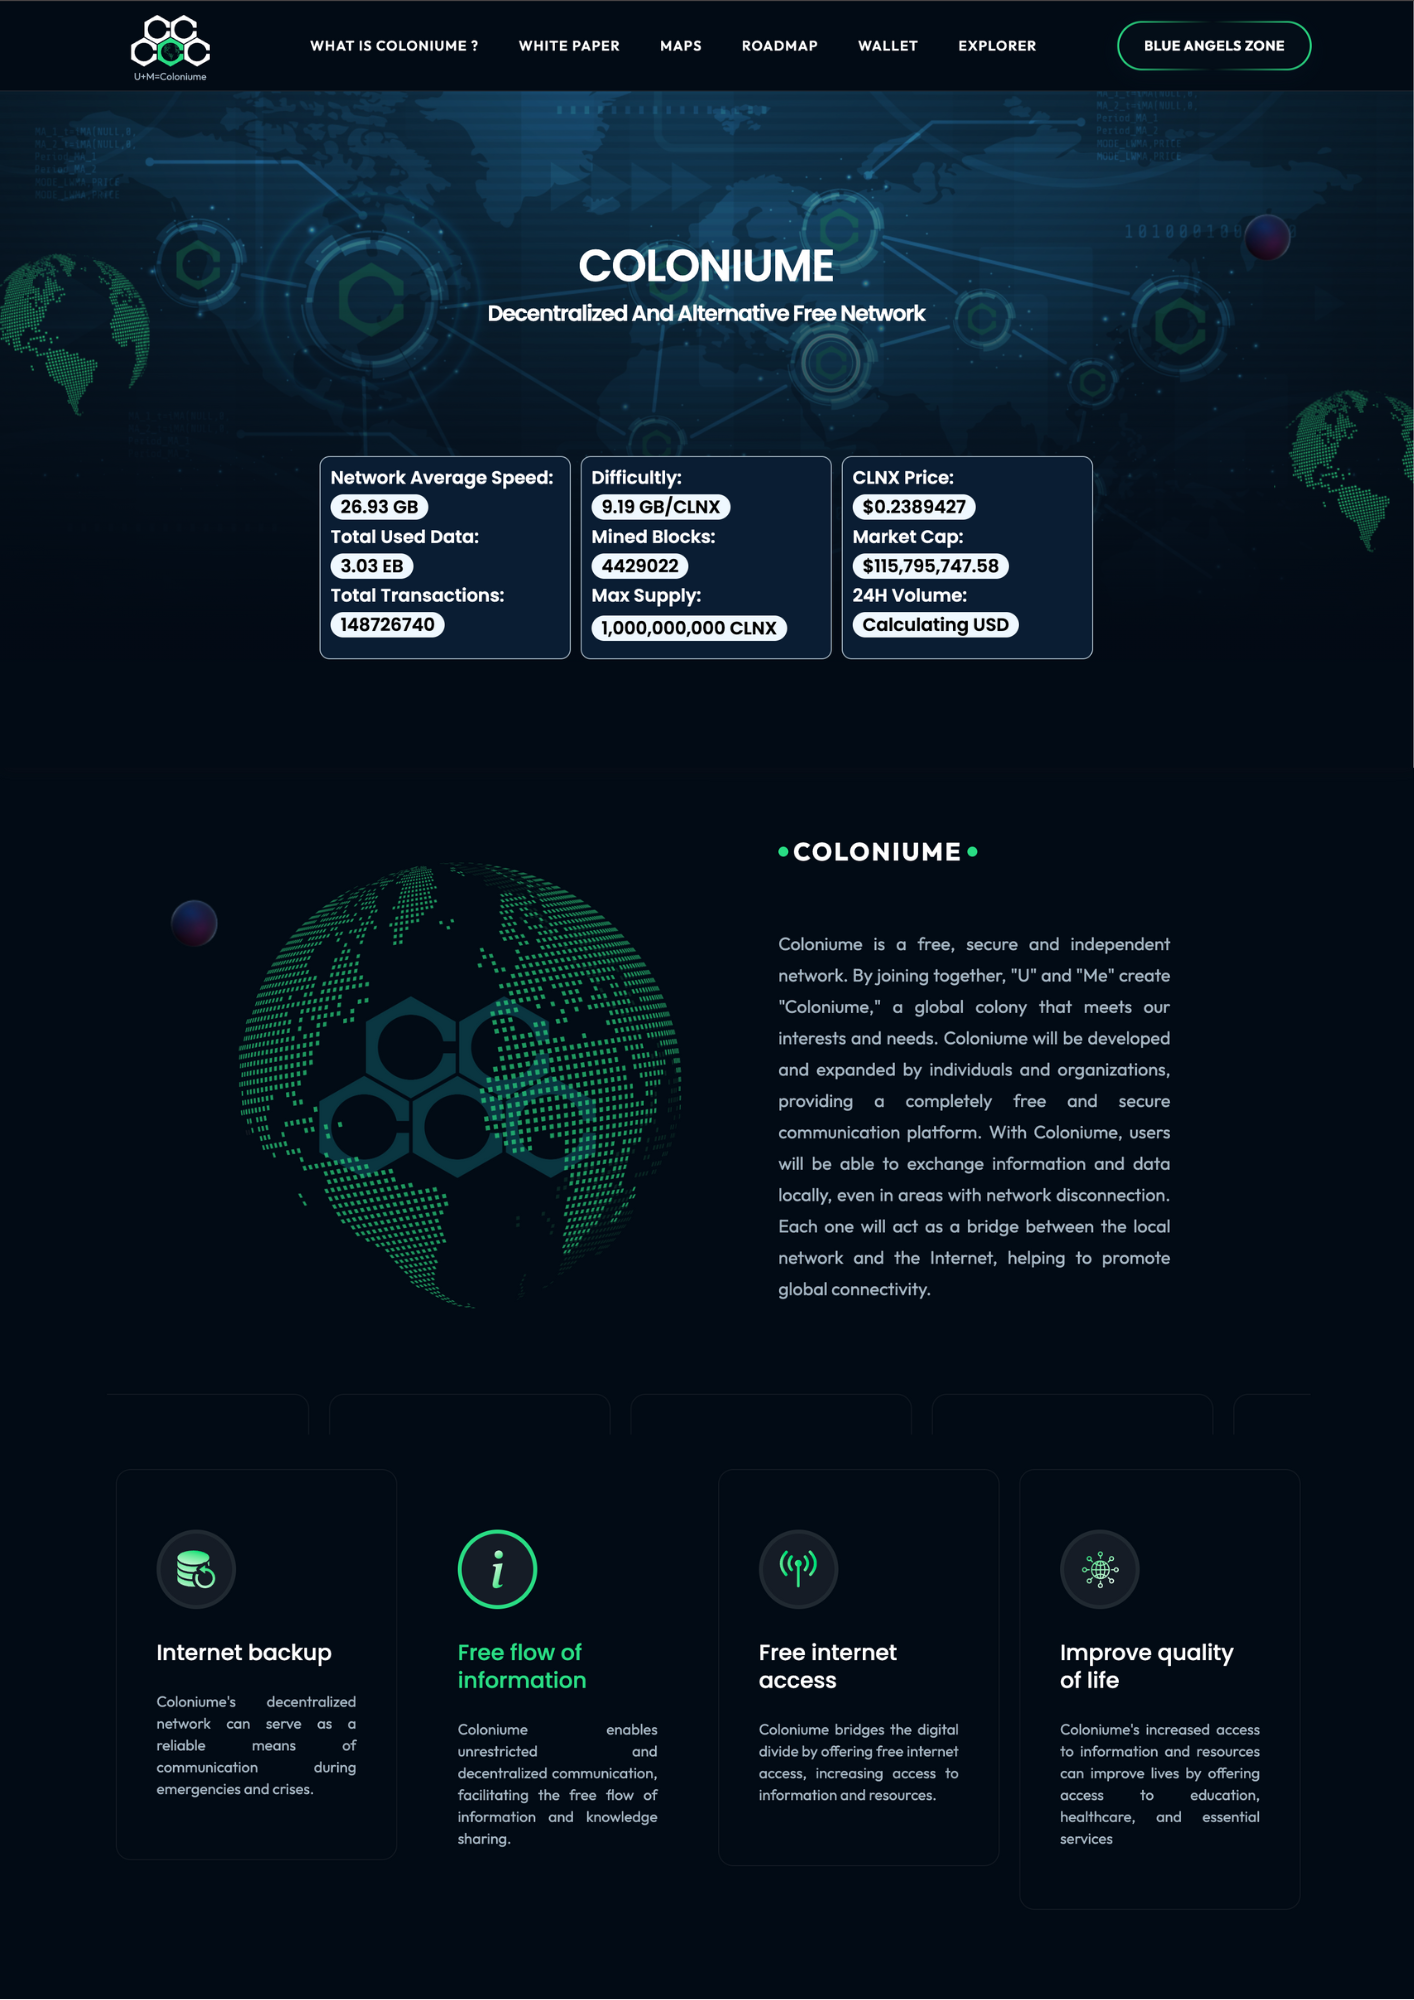 U+M=Coloniume
WHAT IS COLONIUME ?
WHITE PAPER
MAPS
ROADMAP
WALLET
EXPLORER
BLUE ANGELS ZONE
Period_MA_1
Period_MA_2
MODE_LWMA,PRICE
MODE_LWMA,PRICE
COLONIUME
Decentralized And Alternative Free Network
Network Average Speed:
26.93 GB
Total Used Data:
3.03 EB
Total Transactions:
148726740
Difficultly:
9.19 GB/CLNX
Mined Blocks:
4429022
Max Supply:
1,000,000,000 CLNX
CLNX Price:
$0.2389427
Market Cap:
$115,795,747.58
24H Volume:
Calculating USD
COLONIUME
Coloniume is a free, secure and independent
network. By joining together, "U" and "Me" create
"Coloniume," a global colony that meets our
interests and needs. Coloniume will be developed
and expanded by individuals and organizations,
providing a completely free and secure
communication platform. With Coloniume, users
will be able to exchange information and data
locally, even in areas with network disconnection.
Each one will act as a bridge between the local
network and the Internet, helping to promote
global connectivity.
Internet backup
Coloniume's decentralized
network can serve as a
reliable means of
communication during
emergencies and crises.
Free flow of
information
Coloniume enables
unrestricted and
decentralized communication,
facilitating the free flow of
information and knowledge
sharing.
Free internet
access
Coloniume bridges the digital
divide by offering free internet
access, increasing access to
information and resources.
Improve quality
of life
Coloniume's increased access
to information and resources
can improve lives by offering
access to education,
healthcare, and essential
services